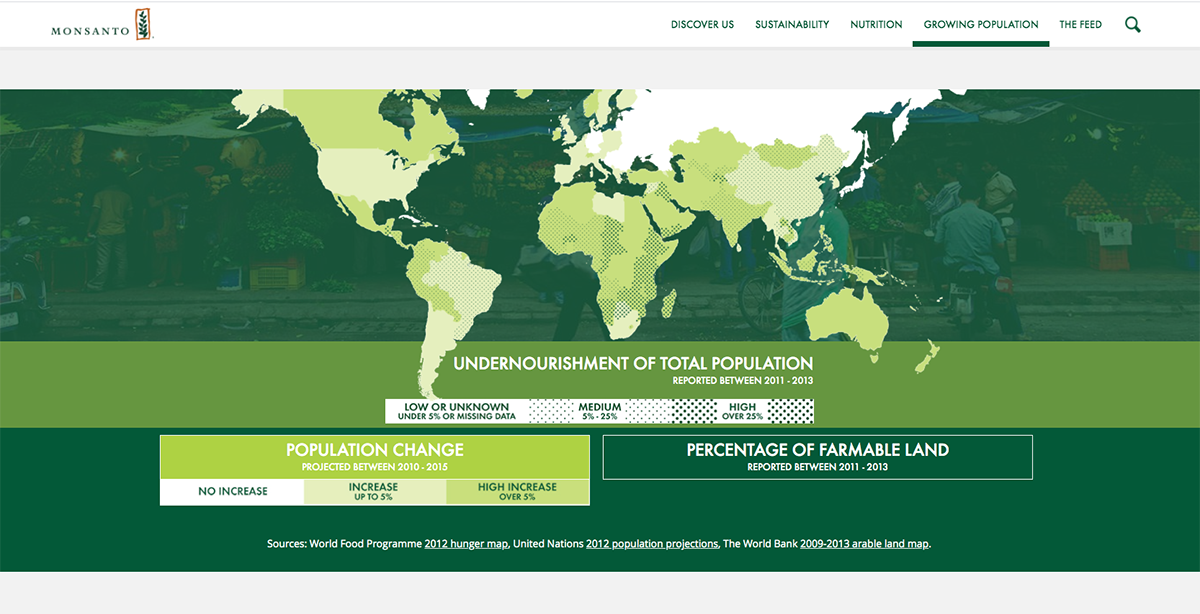 MONSANTO
DISCOVER US SUSTAINABILITY NUTRITION GROWING POPULATION THE FEED
UNDERNOURISHMENT OF TOTAL POPULATION
REPORTED BETWEEN 2011 - 2013
LOW OR UNKNOWN
UNDER 5% OR MISSING DATA
MEDIUM
5% - 25%
HIGH
OVER 25%
POPULATION CHANGE
PROJECTED BETWEEN 2010 - 2015
NO INCREASE
INCREASE
UP TO 5%
HIGH INCREASE
OVER 5%
PERCENTAGE OF FARMABLE LAND
REPORTED BETWEEN 2011 - 2013
Sources: World Food Programme 2012 hunger map, United Nations 2012 population projections, The World Bank 2009-2013 arable land map.